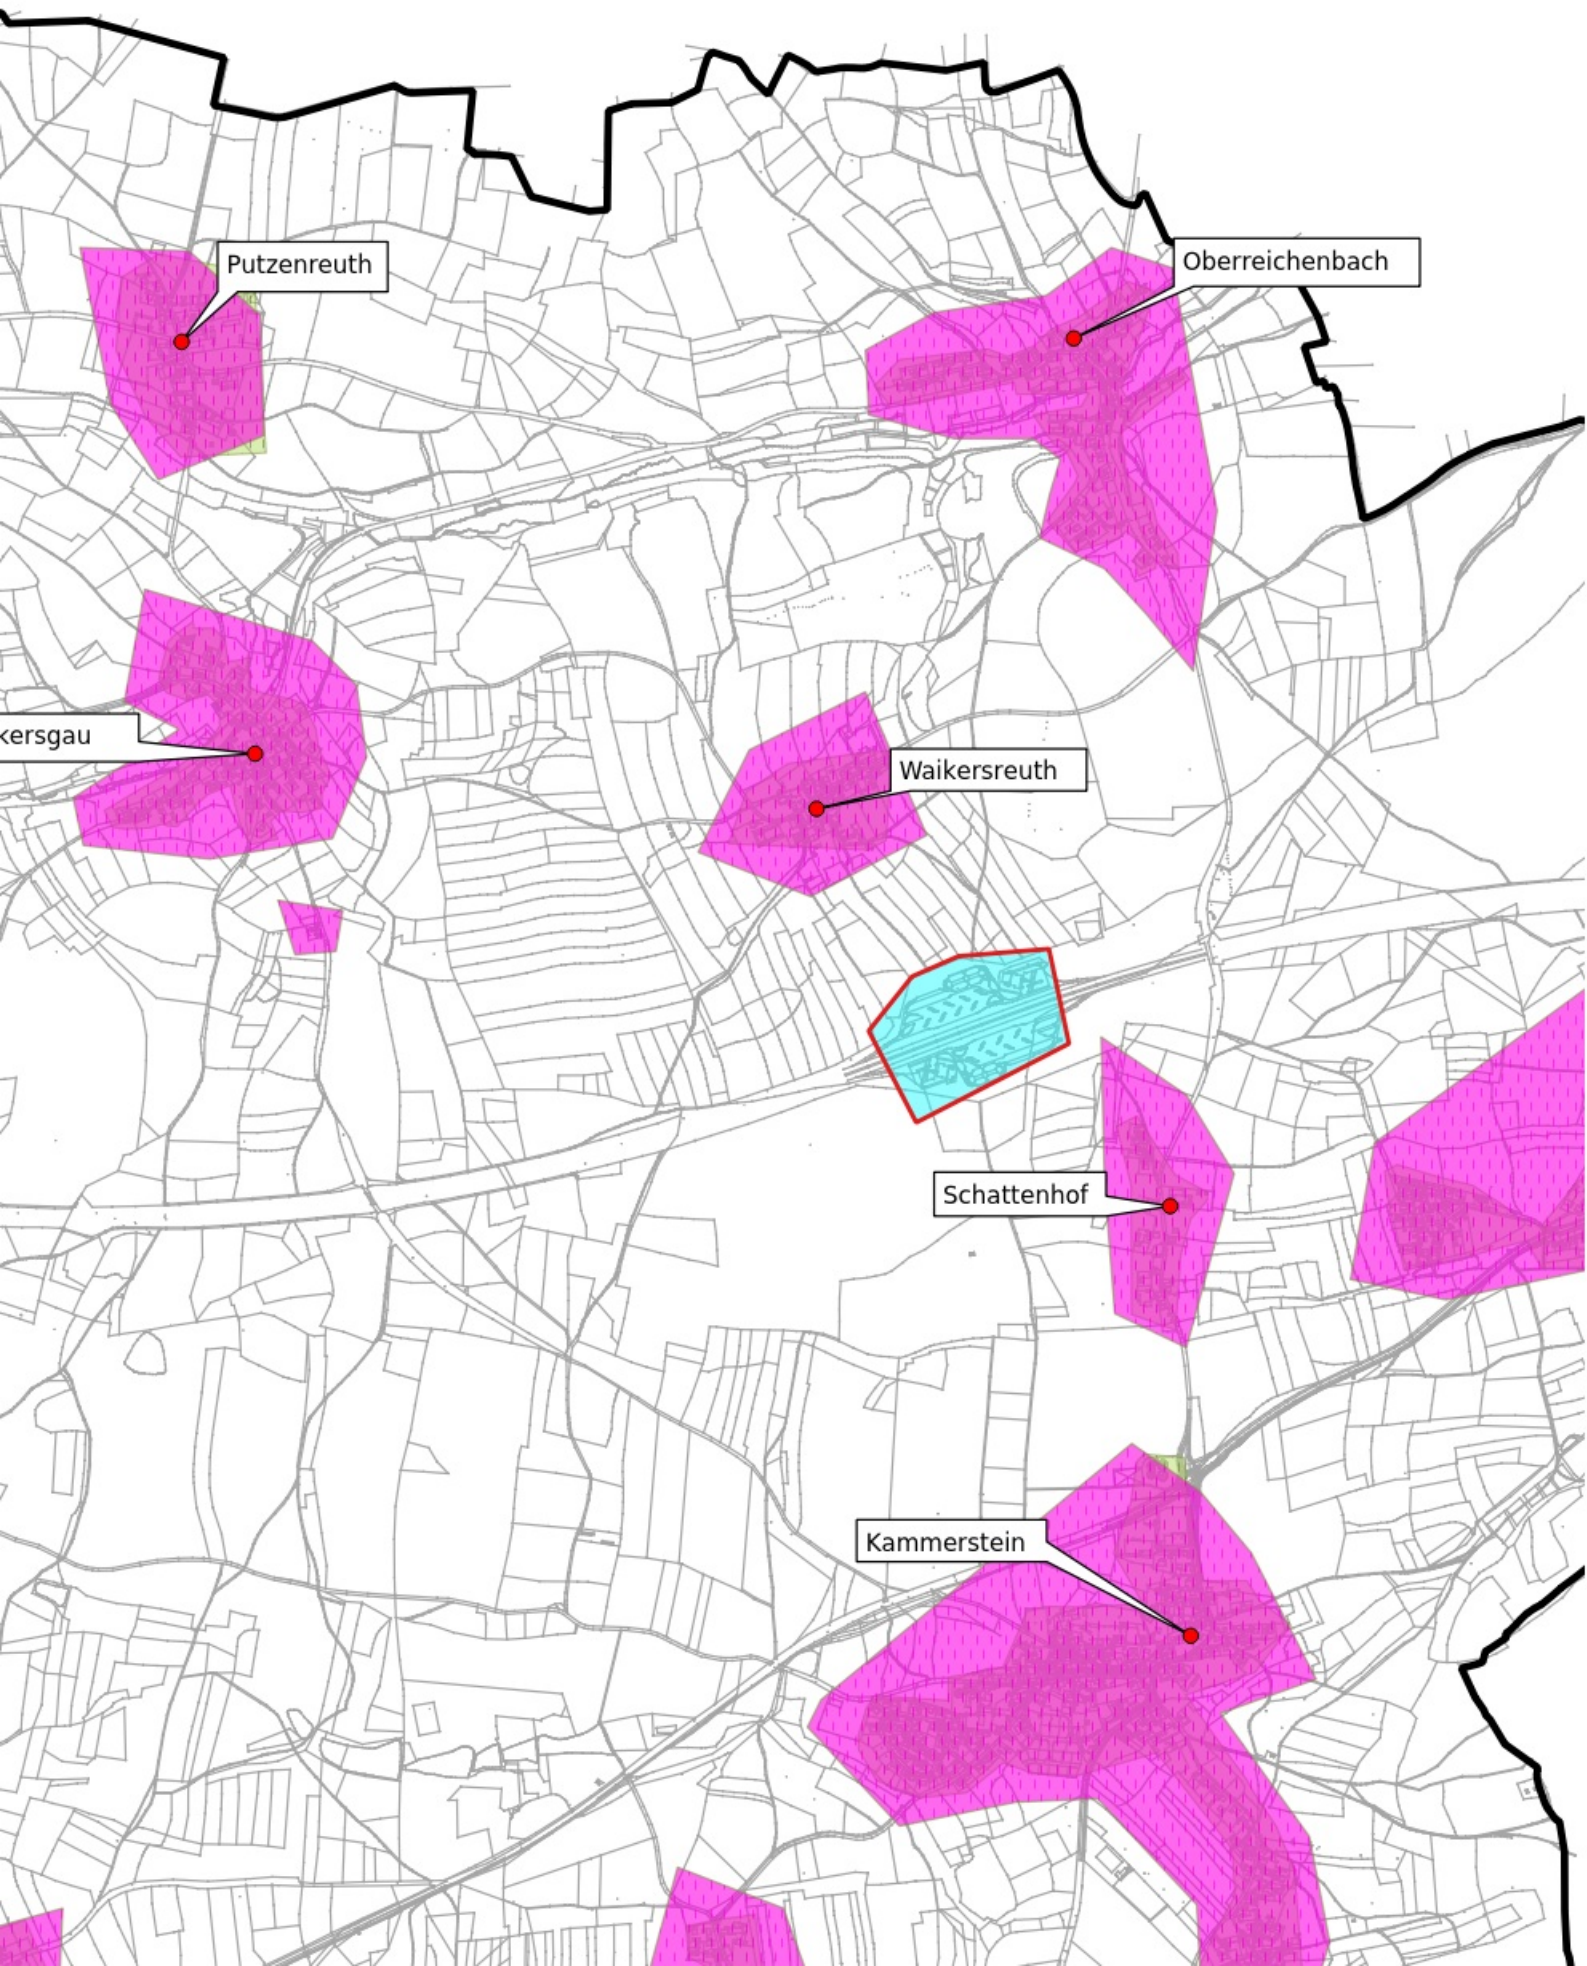 Putzenreuth
Oberreichenbach
kersgau
Waikersreuth
Schattenhof
Kammerstein